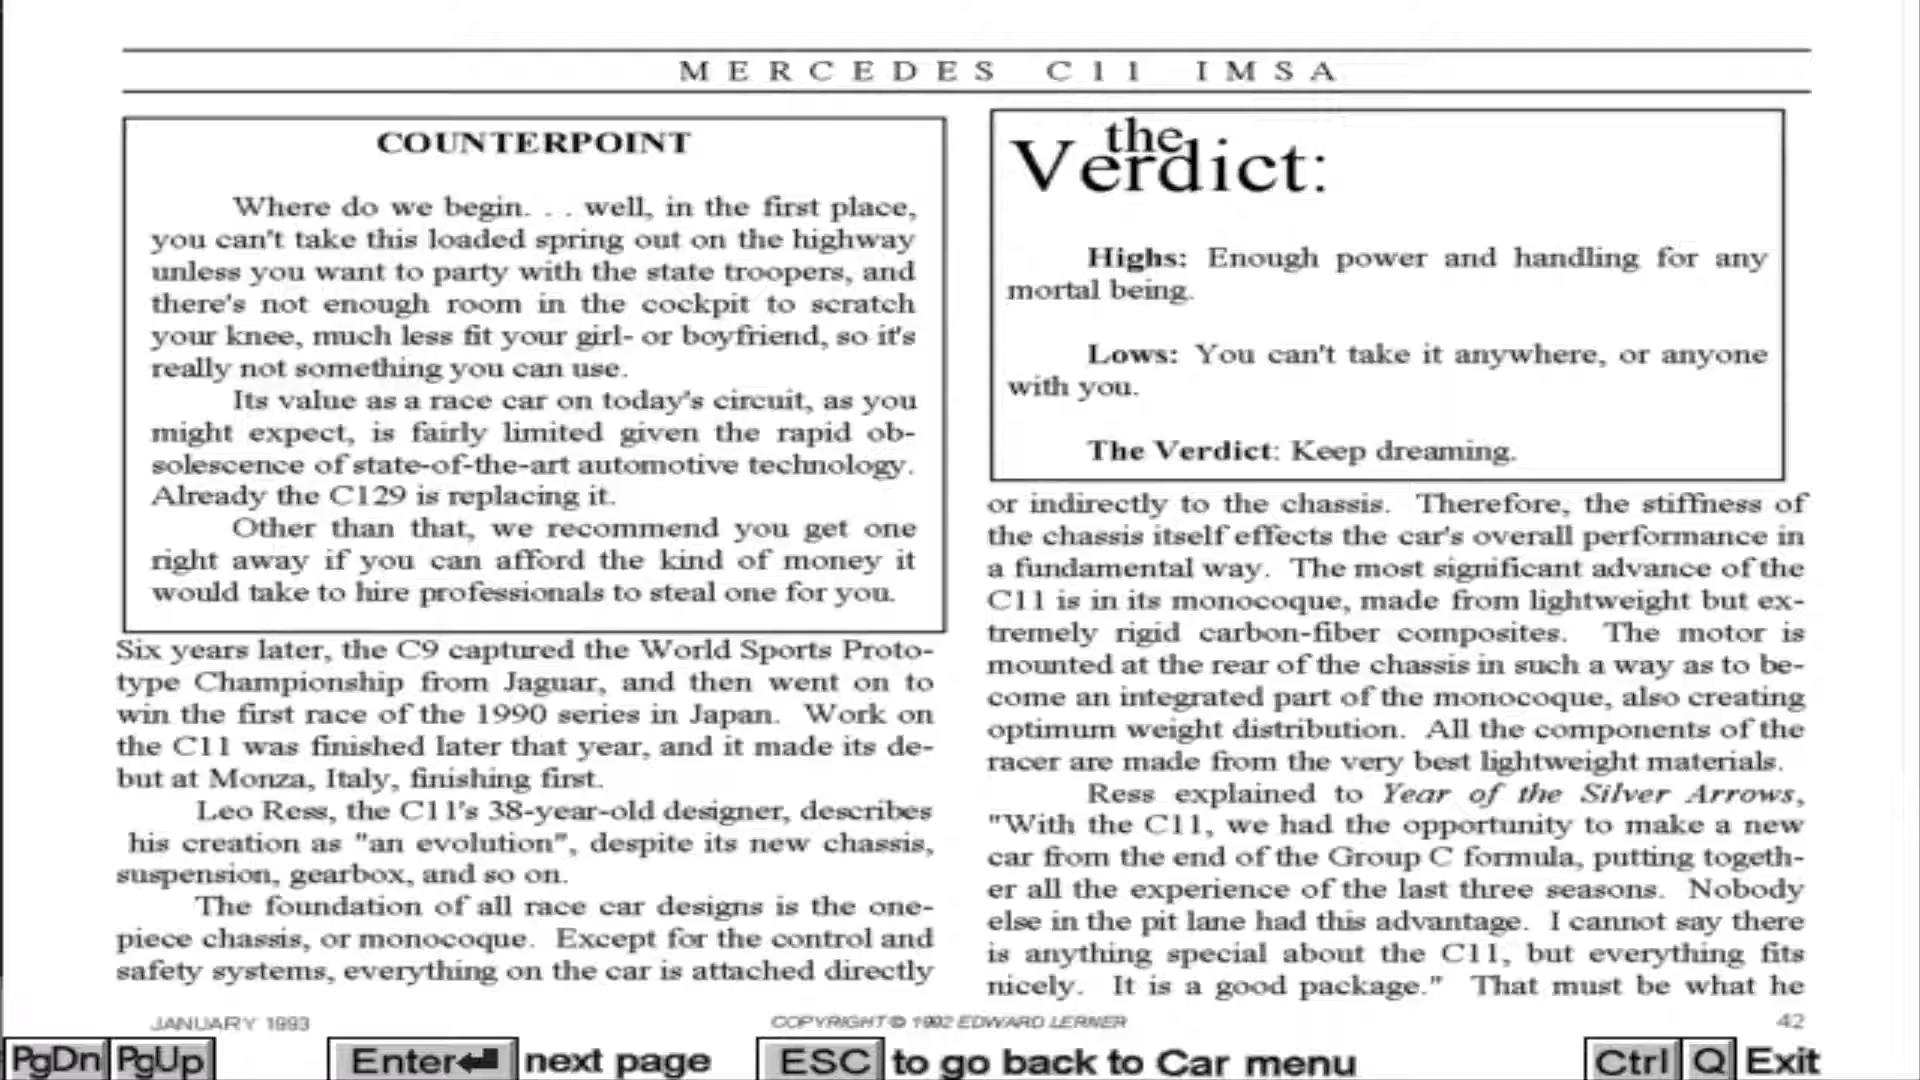 MERCEDES C11 IMSA
COUNTERPOINT
Where do we begin. . . well, in the first place,
you can't take this loaded spring out on the highway
unless you want to party with the state troopers, and
there's not enough room in the cockpit to scratch
your knee, much less fit your girl- or boyfriend, so it's
really not something you can use.
Its value as a race car on today's circuit, as you
might expect, is fairly limited given the rapid ob-
solescence of state-of-the-art automotive technology.
Already the C129 is replacing it.
Other than that, we recommend you get one
right away if you can afford the kind of money it
would take to hire professionals to steal one for you.
Six years later, the C9 captured the World Sports Proto-
type Championship from Jaguar, and then went on to
win the first race of the 1990 series in Japan. Work on
the C11 was finished later that year, and it made its de-
but at Monza, Italy, finishing first.
Leo Ress, the C11's 38-year-old designer, describes
his creation as "an evolution", despite its new chassis,
suspension, gearbox, and so on.
The foundation of all race car designs is the one-
piece chassis, or monocoque. Except for the control and
safety systems, everything on the car is attached directly
the
Verdict:
Highs: Enough power and handling for any
mortal being.
Lows: You can't take it anywhere, or anyone
with you.
The Verdict: Keep dreaming.
or indirectly to the chassis. Therefore, the stiffness of
the chassis itself effects the car's overall performance in
a fundamental way. The most significant advance of the
C11 is in its monocoque, made from lightweight but ex-
tremely rigid carbon-fiber composites. The motor is
mounted at the rear of the chassis in such a way as to be-
come an integrated part of the monocoque, also creating
optimum weight distribution. All the components of the
racer are made from the very best lightweight materials.
Ress explained to Year of the Silver Arrows,
"With the C11, we had the opportunity to make a new
car from the end of the Group C formula, putting togeth-
er all the experience of the last three seasons. Nobody
else in the pit lane had this advantage. I cannot say there
is anything special about the C11, but everything fits
nicely. It is a good package." That must be what he
JANUARY 1993
COPYRIGHT © 1992 EDWARD LERNER
42
PgDn PgUp Enter↵ next page ESC to go back to Car menu Ctrl Q Exit